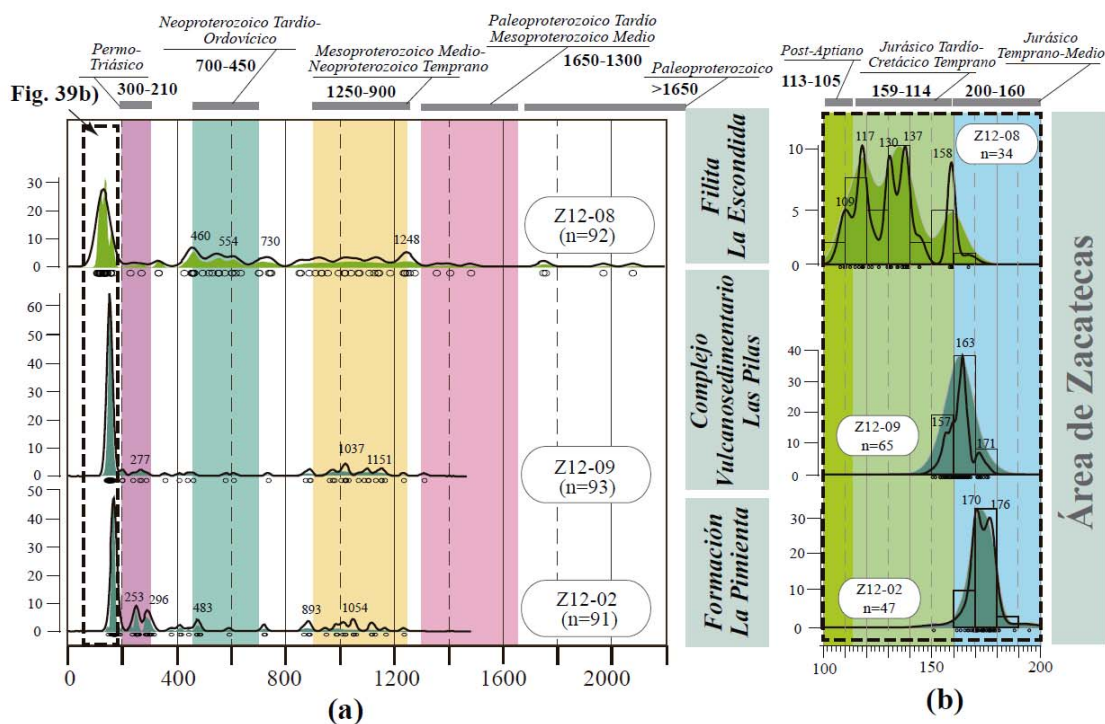 Permo-
Triásico
300-210
Neoproterozoico Tardío-
Ordovícico
700-450
Mesoproterozoico Medio-
Neoproterozoico Temprano
1250-900
Paleoproterozoico Tardío
Mesoproterozoico Medio
1650-1300
Paleoproterozoico
>1650
Fig. 39b)
30
20
10
0
460
554
730
1248
Z12-08
(n=92)
Filita
La Escondida
60
50
40
30
20
10
0
277
1037
1151
Z12-09
(n=93)
Complejo
Vulcanosedimentario
Las Pilas
50
40
30
20
10
0
253
296
483
893
1054
Z12-02
(n=91)
Formación
La Pimienta
0
400
800
1200
1600
2000
(a)
Post-Aptiano
113-105
Jurásico Tardío-
Cretácico Temprano
159-114
Jurásico
Temprano-Medio
200-160
10
5
0
109
117
130
137
158
Z12-08
n=34
40
30
20
10
0
157
163
171
Z12-09
n=65
30
20
10
0
170
176
Z12-02
n=47
100
150
200
(b)
Área de Zacatecas